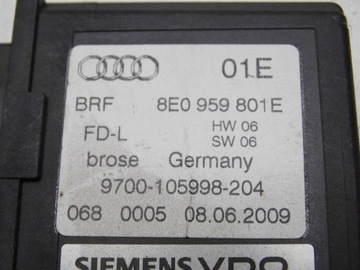 01E
BRF 8E0 959 801E
FD-L HW 06
SW 06
brose Germany
9700-105998-204
068 0005 08.06.2009
SIEMENS VDO